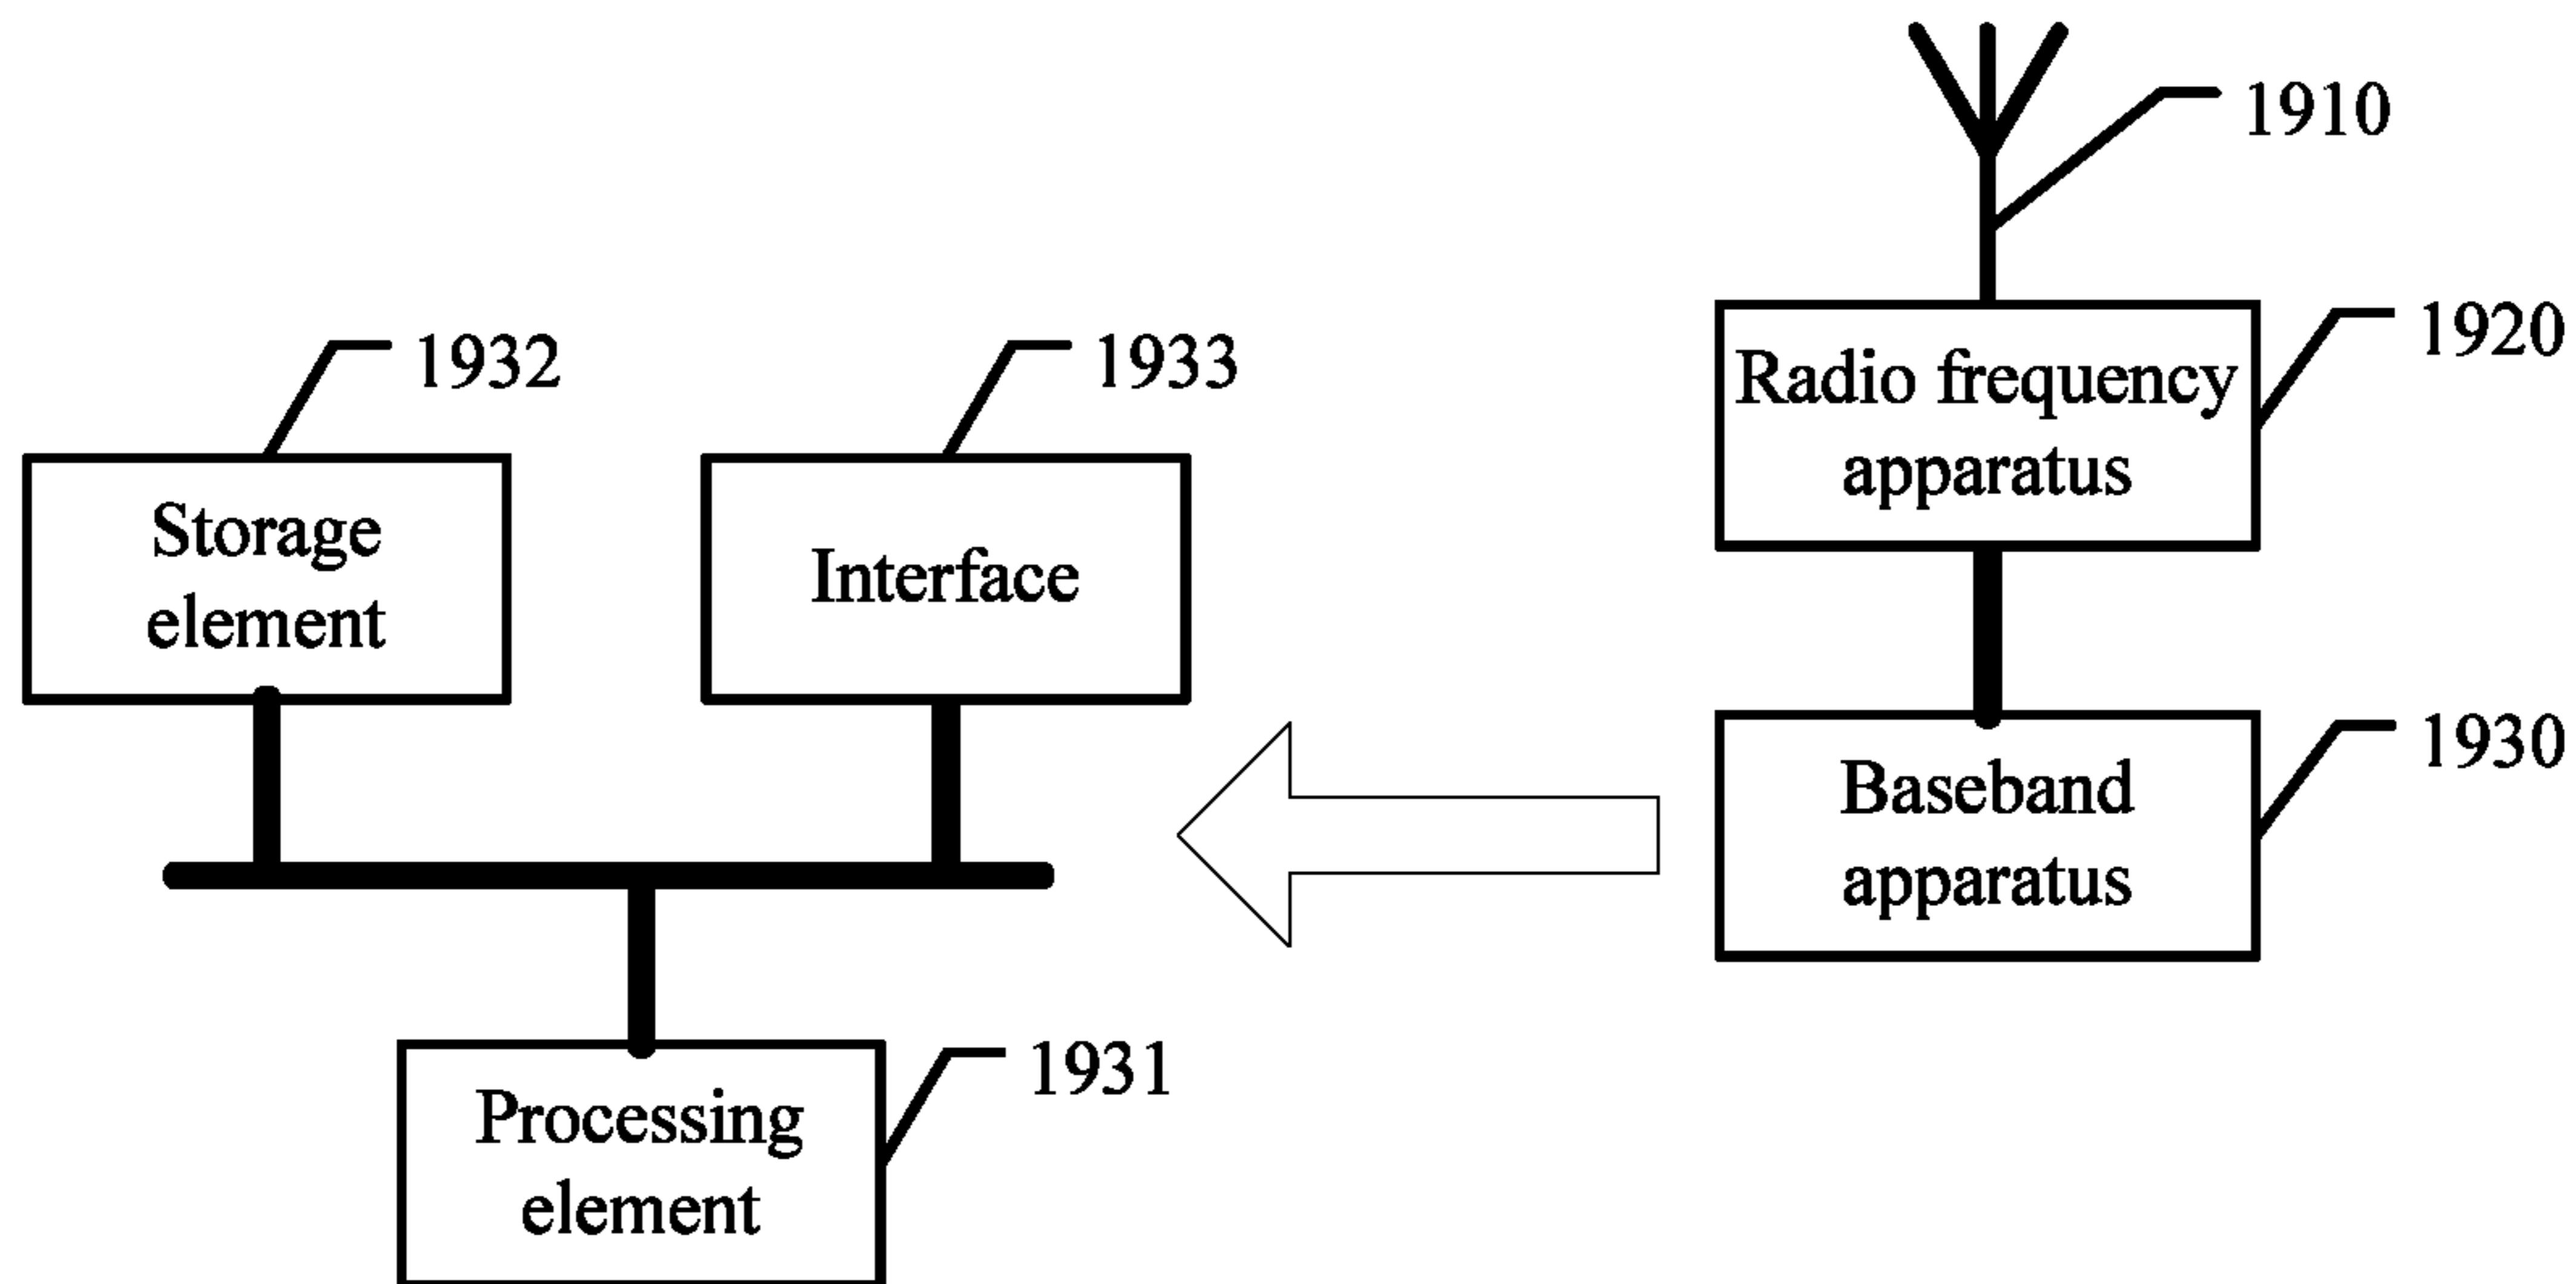 1910
1920
Radio frequency
apparatus
1932
1933
Storage
element
Interface
1930
Baseband
apparatus
1931
Processing
element